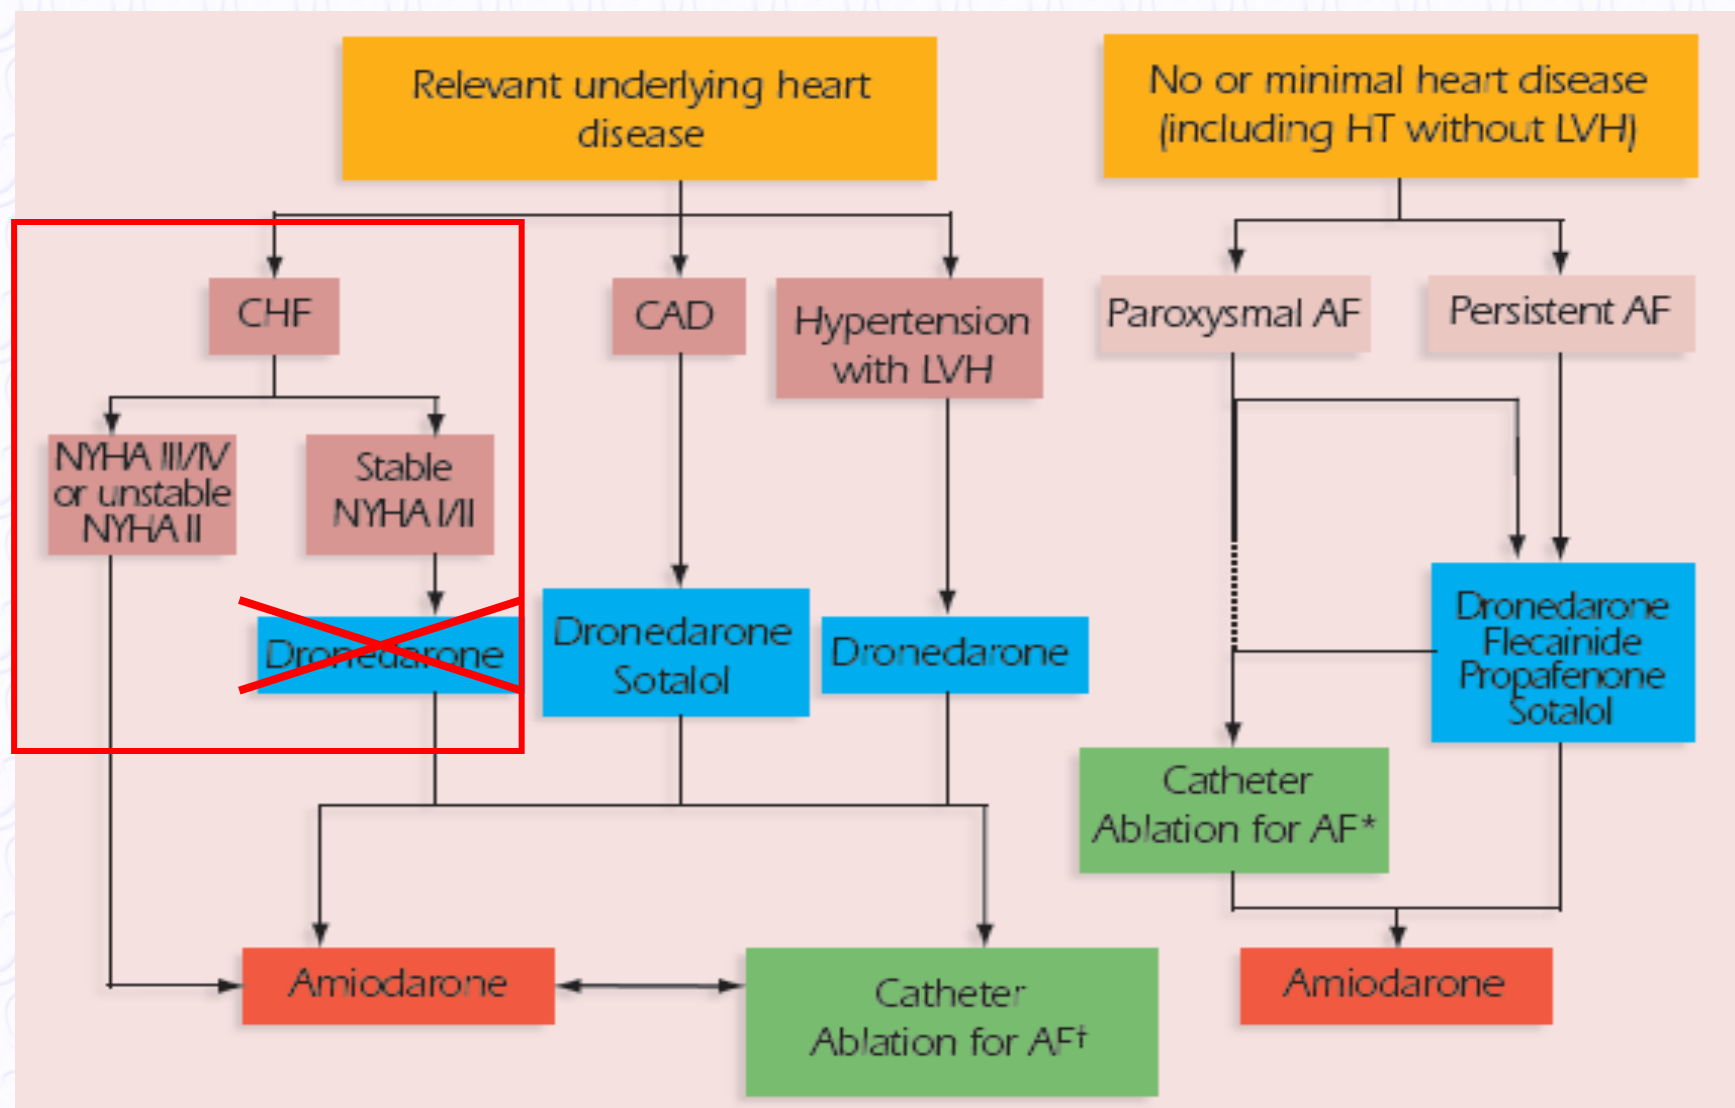 Relevant underlying heart
disease
No or minimal heart disease
(including HT without LVH)
CHF
CAD
Hypertension
with LVH
Paroxysmal AF
Persistent AF
NYHA III/IV
or unstable
NYHA II
Stable
NYHA I/II
Dronedarone
Dronedarone
Sotalol
Dronedarone
Dronedarone
Flecainide
Propafenone
Sotalol
Catheter
Ablation for AF*
Amiodarone
Catheter
Ablation for AF†
Amiodarone